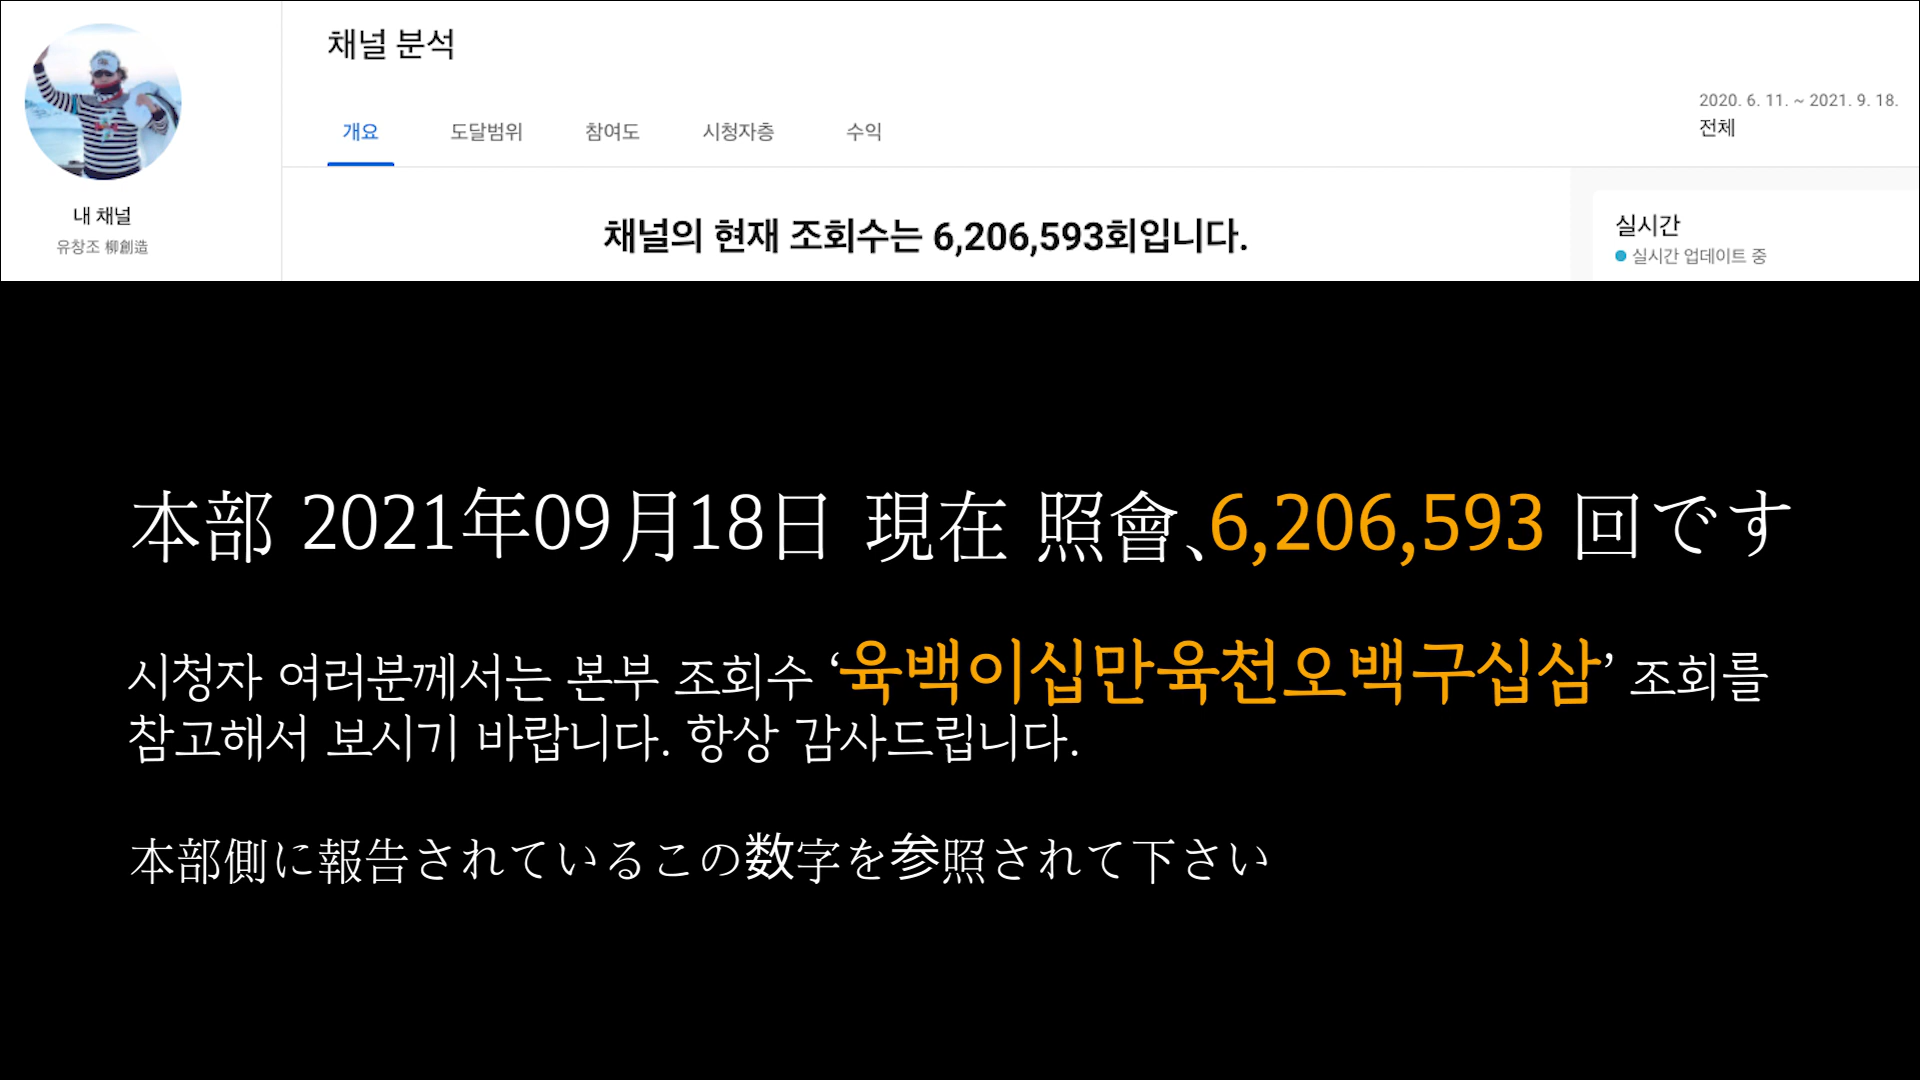 채널 분석
2020. 6. 11. ~ 2021. 9. 18.
전체
개요 도달범위 참여도 시청자층 수익
내 채널
유창조 柳創造
채널의 현재 조회수는 6,206,593회입니다.
실시간
실시간 업데이트 중
本部 2021年09月18日 現在 照會、6,206,593 回です
시청자 여러분께서는 본부 조회수 ‘육백이십만육천오백구십삼’ 조회를
참고해서 보시기 바랍니다. 항상 감사드립니다.
本部側に報告されているこの数字を参照されて下さい